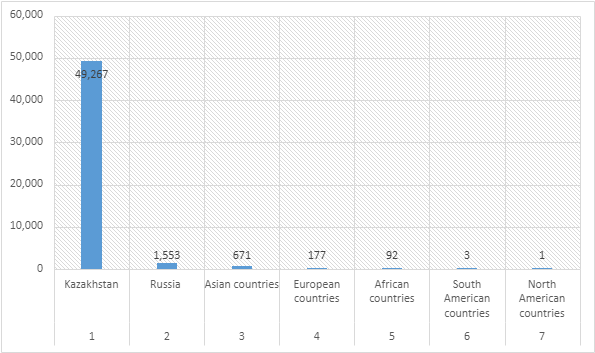 60,000
50,000
40,000
30,000
20,000
10,000
0
49,267
1,553
671
177
92
3
1
Kazakhstan
Russia
Asian countries
European
countries
African
countries
South
American
countries
North
American
countries
1
2
3
4
5
6
7